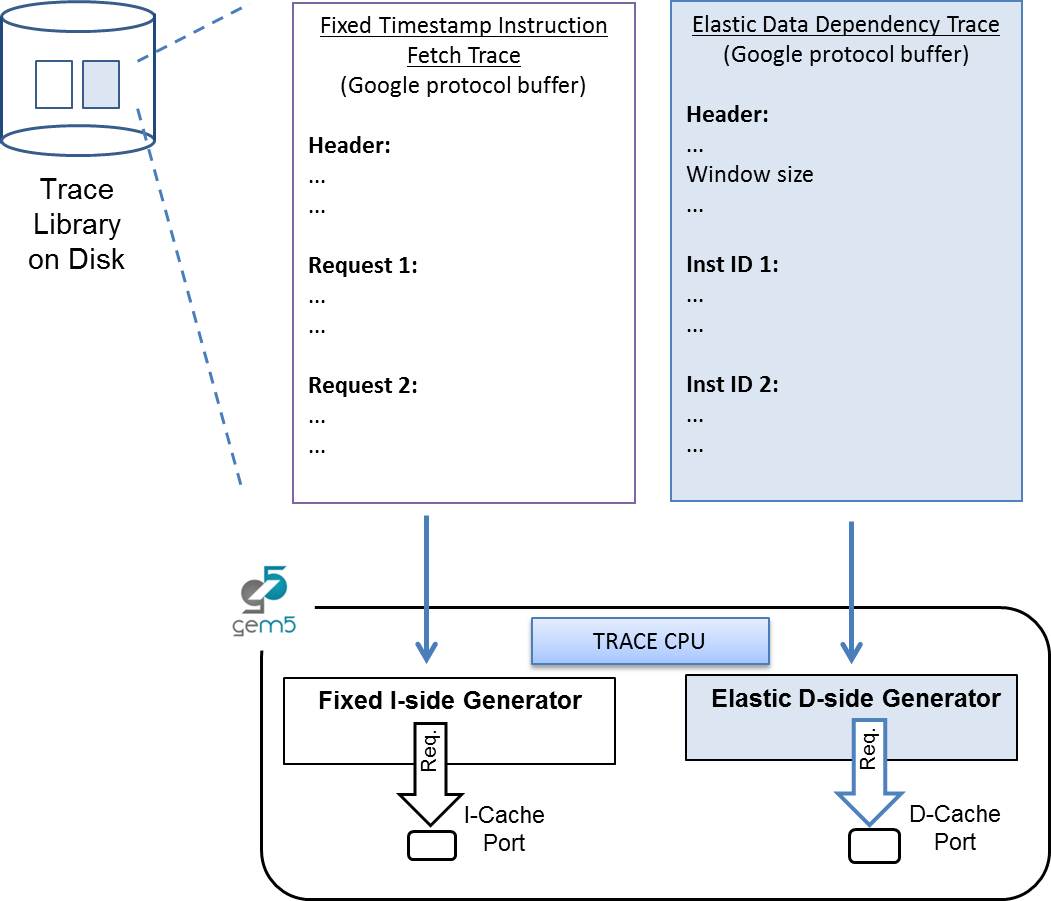 Trace
Library
on Disk
Fixed Timestamp Instruction
Fetch Trace
(Google protocol buffer)
Header:
...
...
Request 1:
...
...
Request 2:
...
...
Elastic Data Dependency Trace
(Google protocol buffer)
Header:
...
Window size
...
Inst ID 1:
...
...
Inst ID 2:
...
...
gem5
TRACE CPU
Fixed I-side Generator
Req.
I-Cache
Port
Elastic D-side Generator
Req.
D-Cache
Port